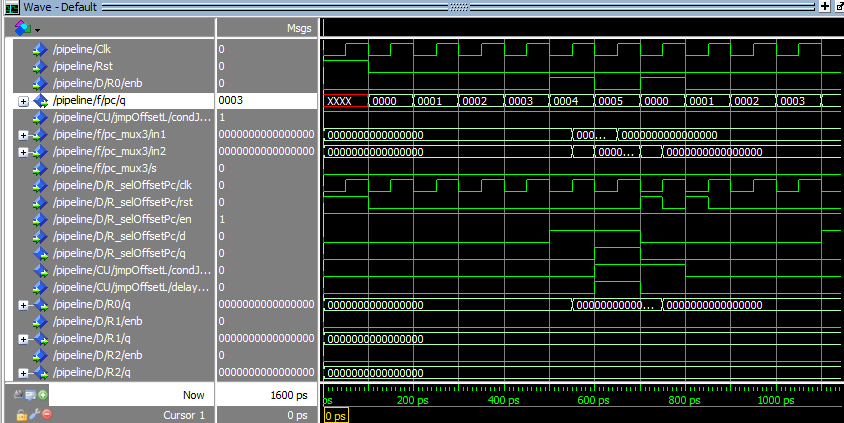 Wave - Default
Msgs
/pipeline/Clk 0
/pipeline/Rst 0
/pipeline/D/R0/enb 0
/pipeline/f/pc/q 0003 XXXX 0000 0001 0002 0003 0004 0005 0000 0001 0002 0003
/pipeline/CU/jmpOffsetL/condJ... 1
/pipeline/f/pc_mux3/in1 0000000000000000 0000000000000000 000... 0000000000000000
/pipeline/f/pc_mux3/in2 0000000000000000 0000000000000000 0000... 0000000000000000
/pipeline/f/pc_mux3/s 0
/pipeline/D/R_selOffsetPc/clk 0
/pipeline/D/R_selOffsetPc/rst 0
/pipeline/D/R_selOffsetPc/en 1
/pipeline/D/R_selOffsetPc/d 0
/pipeline/D/R_selOffsetPc/q 0
/pipeline/CU/jmpOffsetL/condJ... 0
/pipeline/CU/jmpOffsetL/delay... 0
/pipeline/D/R0/q 0000000000000000 0000000000000000 00000000000... 0000000000000000
/pipeline/D/R1/enb 0
/pipeline/D/R1/q 0000000000000000 0000000000000000
/pipeline/D/R2/enb 0
/pipeline/D/R2/q 0000000000000000 0000000000000000
Now 1600 ps 200 ps 400 ps 600 ps 800 ps 1000 ps
Cursor 1 0 ps 0 ps